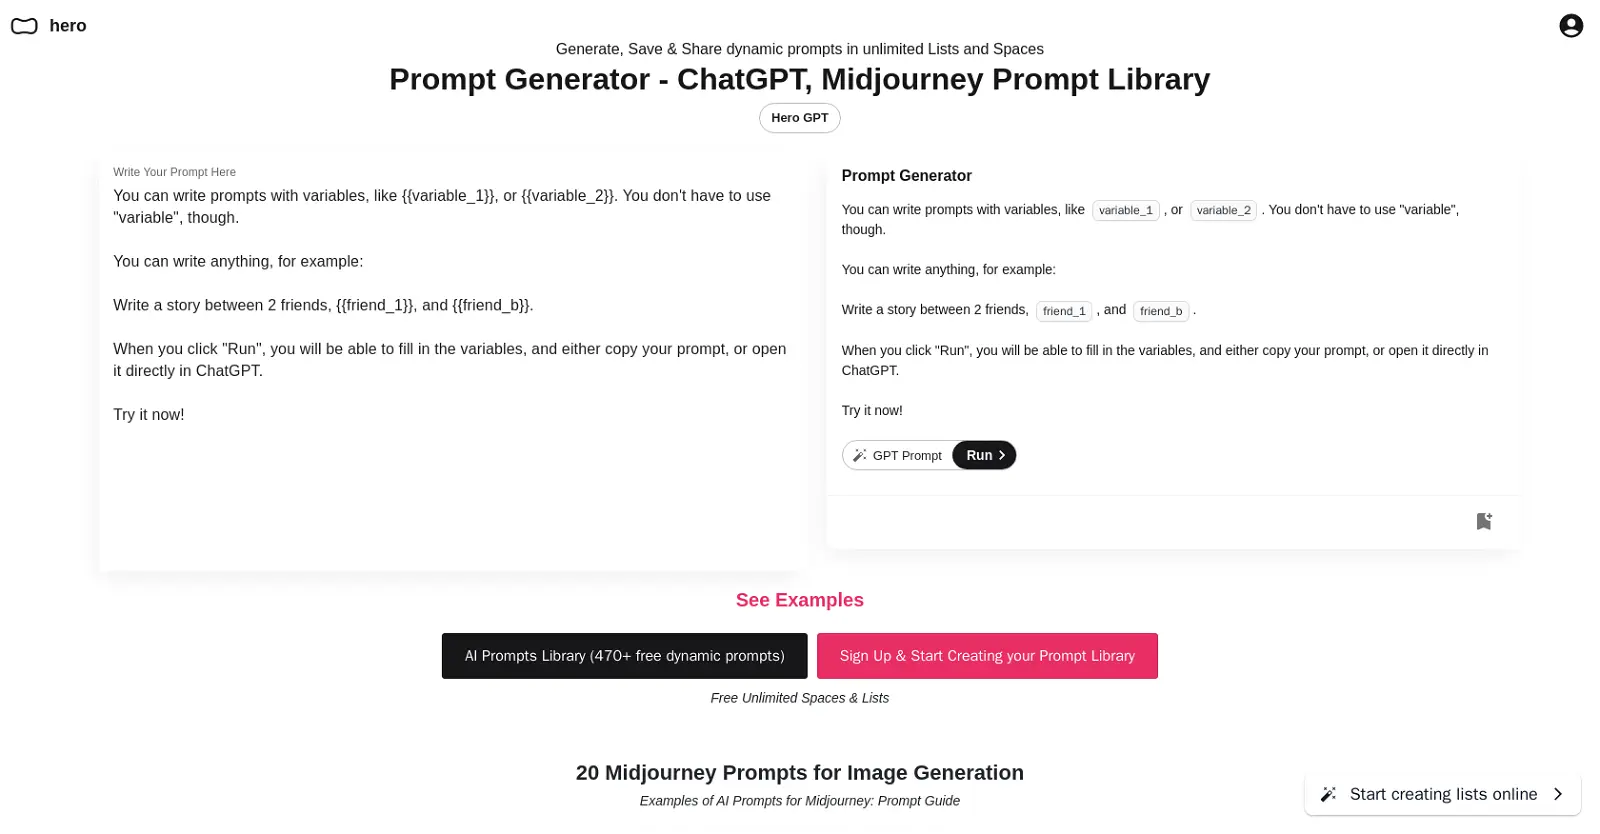 hero
Generate, Save & Share dynamic prompts in unlimited Lists and Spaces
Prompt Generator - ChatGPT, Midjourney Prompt Library
Hero GPT
Write Your Prompt Here
You can write prompts with variables, like {{variable_1}}, or {{variable_2}}. You don't have to use
"variable", though.
You can write anything, for example:
Write a story between 2 friends, {{friend_1}}, and {{friend_b}}.
When you click "Run", you will be able to fill in the variables, and either copy your prompt, or open
it directly in ChatGPT.
Try it now!
Prompt Generator
You can write prompts with variables, like variable_1 , or variable_2 . You don't have to use "variable",
though.
You can write anything, for example:
Write a story between 2 friends, friend_1 , and friend_b .
When you click "Run", you will be able to fill in the variables, and either copy your prompt, or open it directly in
ChatGPT.
Try it now!
GPT Prompt Run
See Examples
AI Prompts Library (470+ free dynamic prompts)
Sign Up & Start Creating your Prompt Library
Free Unlimited Spaces & Lists
20 Midjourney Prompts for Image Generation
Examples of AI Prompts for Midjourney: Prompt Guide
Start creating lists online